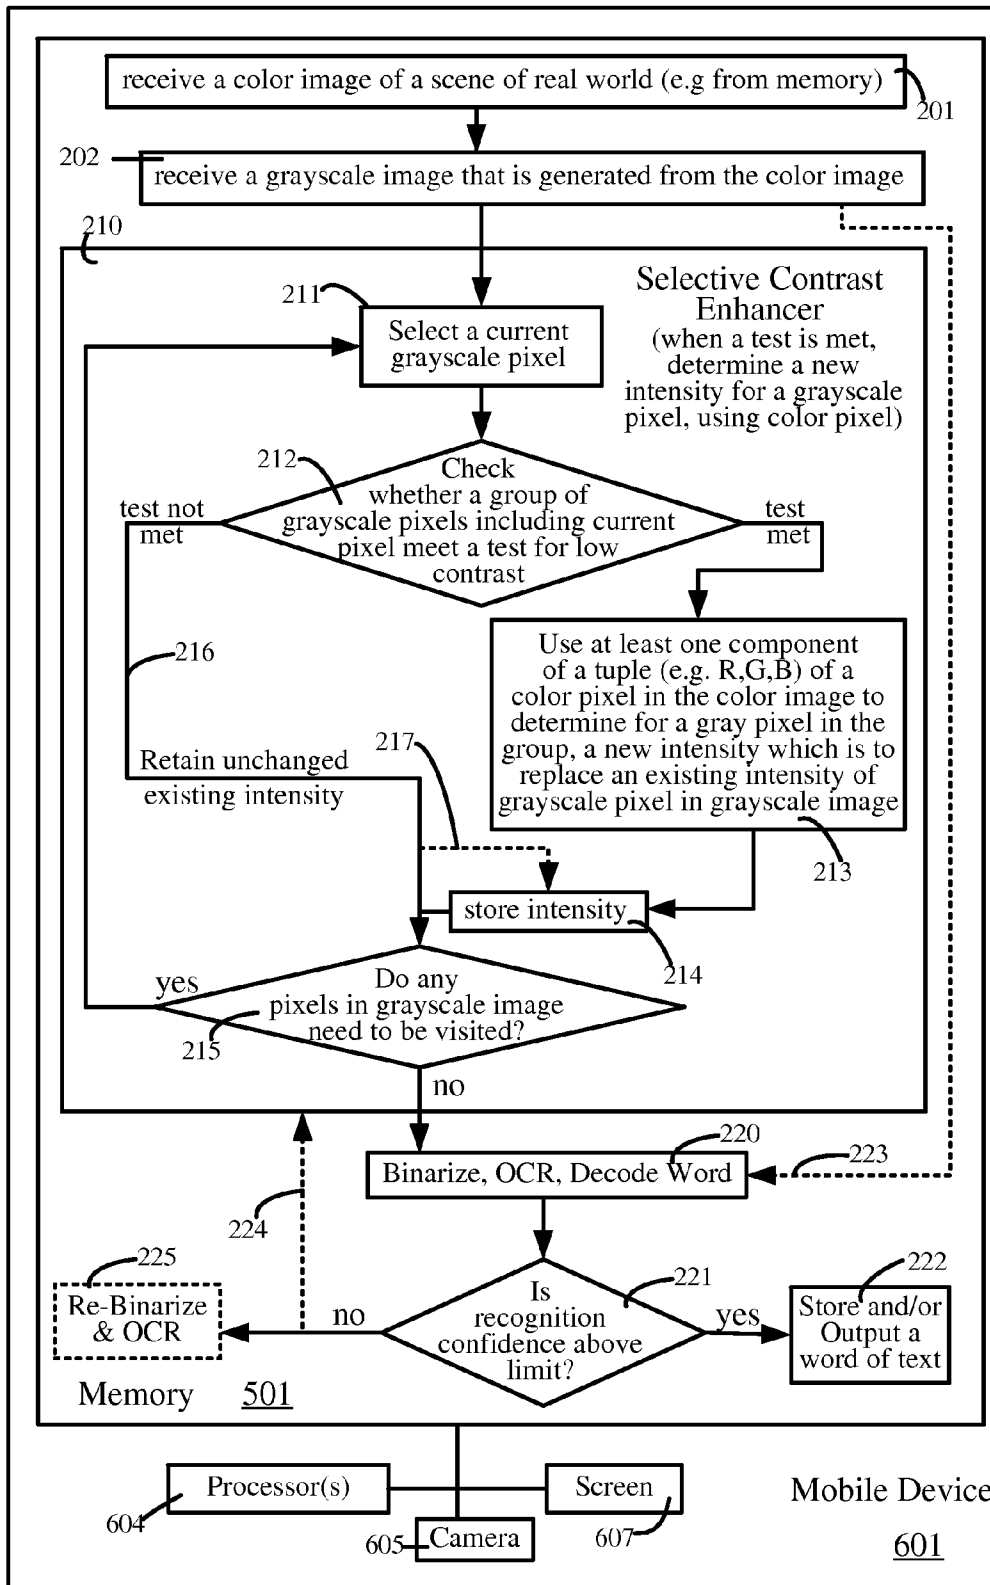 receive a color image of a scene of real world (e.g from memory)
201
202
receive a grayscale image that is generated from the color image
210
Selective Contrast
Enhancer
(when a test is met,
determine a new
intensity for a grayscale
pixel, using color pixel)
211
Select a current
grayscale pixel
212
Check
whether a group of
grayscale pixels including current
pixel meet a test for low
contrast
test not
met
test
met
216
Use at least one component
of a tuple (e.g. R,G,B) of a
color pixel in the color image to
determine for a gray pixel in the
group, a new intensity which is to
replace an existing intensity of
grayscale pixel in grayscale image
213
217
Retain unchanged
existing intensity
store intensity
214
yes
Do any
pixels in grayscale image
need to be visited?
215
no
220
Binarize, OCR, Decode Word
223
224
225
Re-Binarize
& OCR
no
Is
recognition
confidence above
limit?
221
yes
222
Store and/or
Output a
word of text
Memory
501
Processor(s)
604
Screen
607
Camera
605
Mobile Device
601